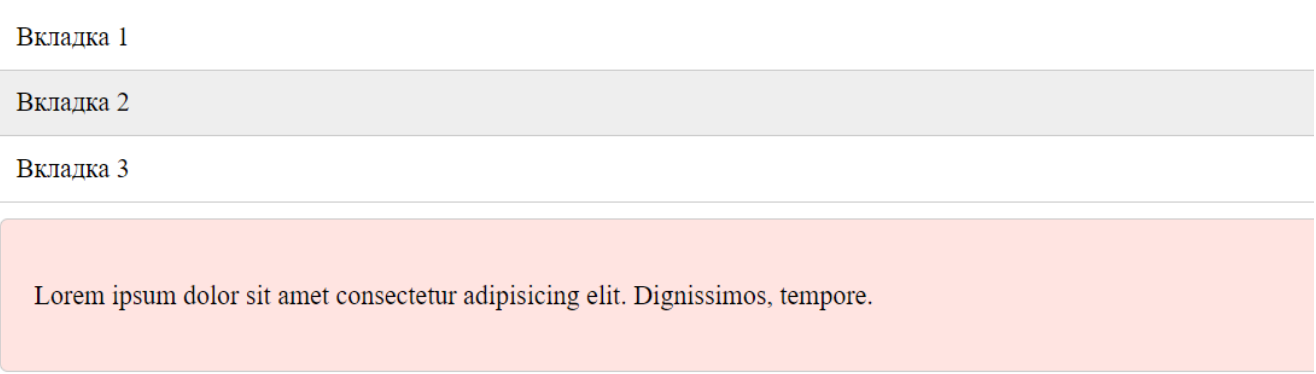 Вкладка 1
Вкладка 2
Вкладка 3
Lorem ipsum dolor sit amet consectetur adipisicing elit. Dignissimos, tempore.